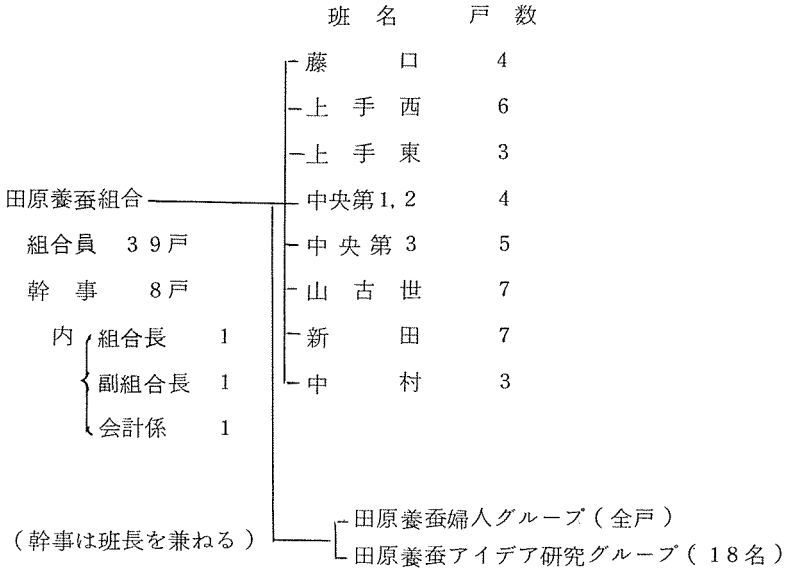 班名 戸数
藤口 4
上手西 6
上手東 3
田原養蚕組合 中央第1,2 4
組合員 39戸 中央第3 5
幹事 8戸 山古世 7
内 組合長 1 新田 7
副組合長 1 中村 3
会計係 1
田原養蚕婦人グループ(全戸)
(幹事は班長を兼ねる)
田原養蚕アイデア研究グループ(18名)